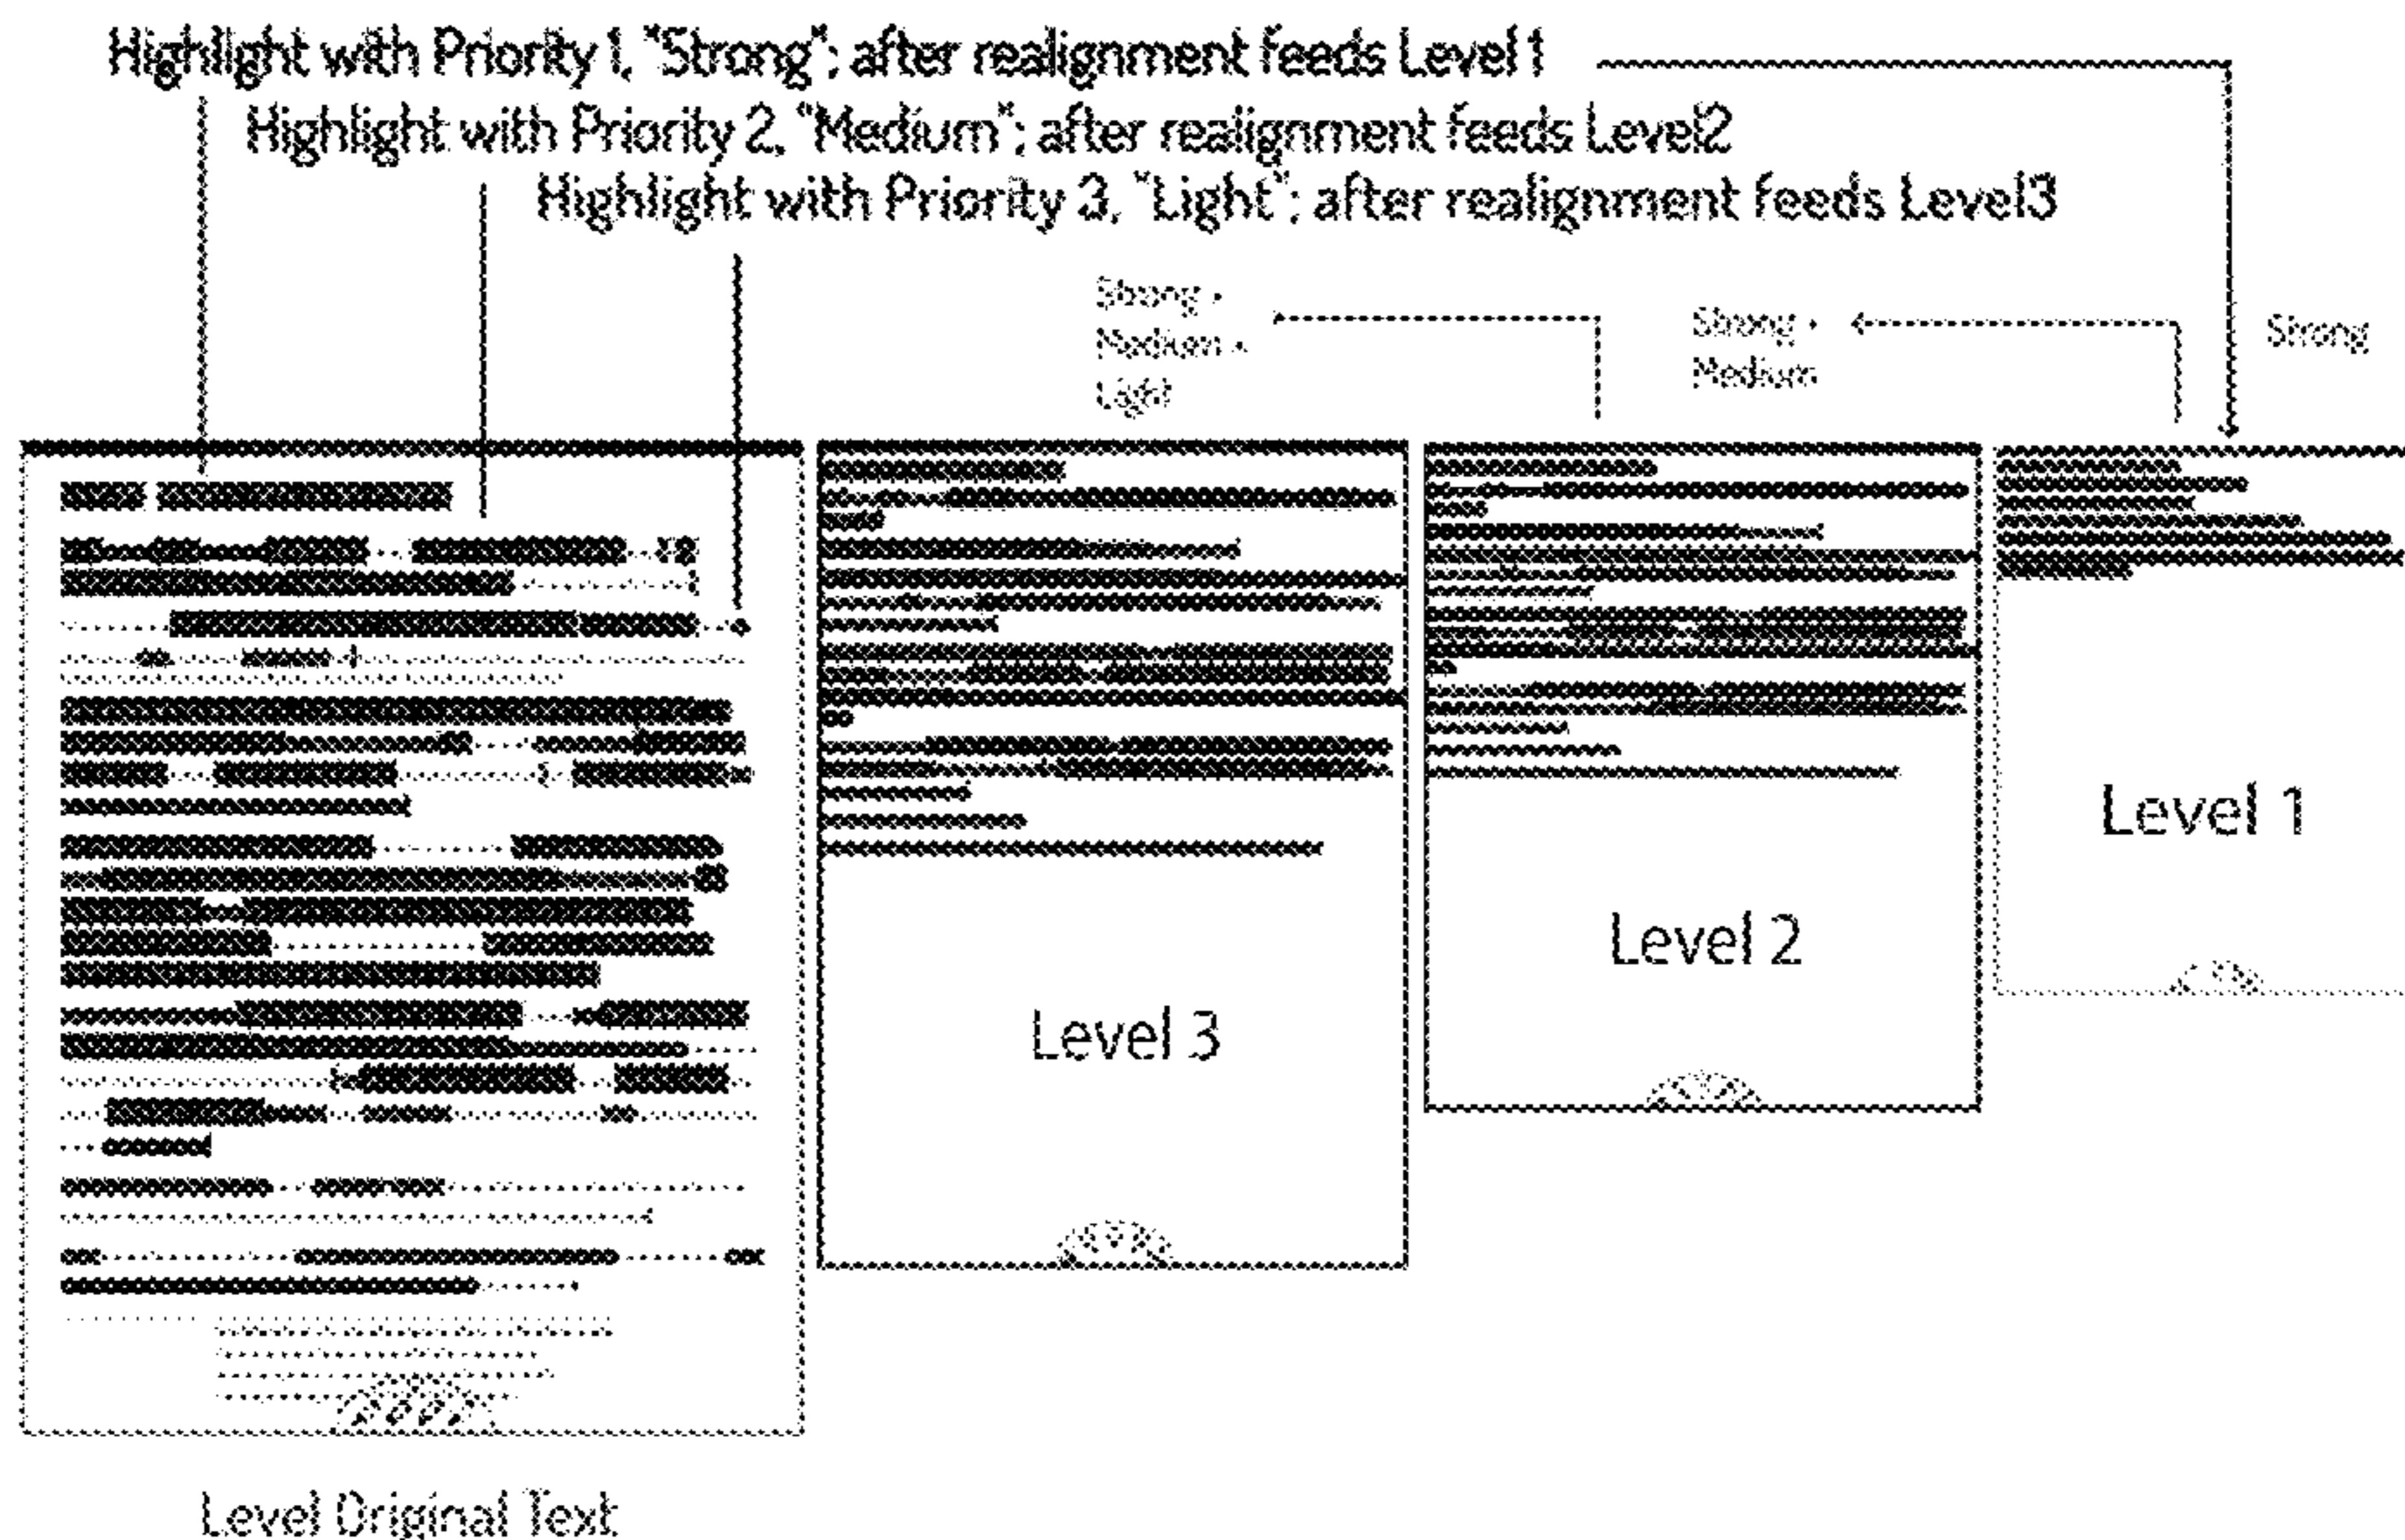 Highlight with Priority 1, "Strong"; after realignment feeds Level 1
Highlight with Priority 2, "Medium"; after realignment feeds Level2
Highlight with Priority 3, "Light"; after realignment feeds Level3
Strong +
Medium +
Light
Strong +
Medium
Strong
Level 1
Level 2
Level 3
Level Original Text